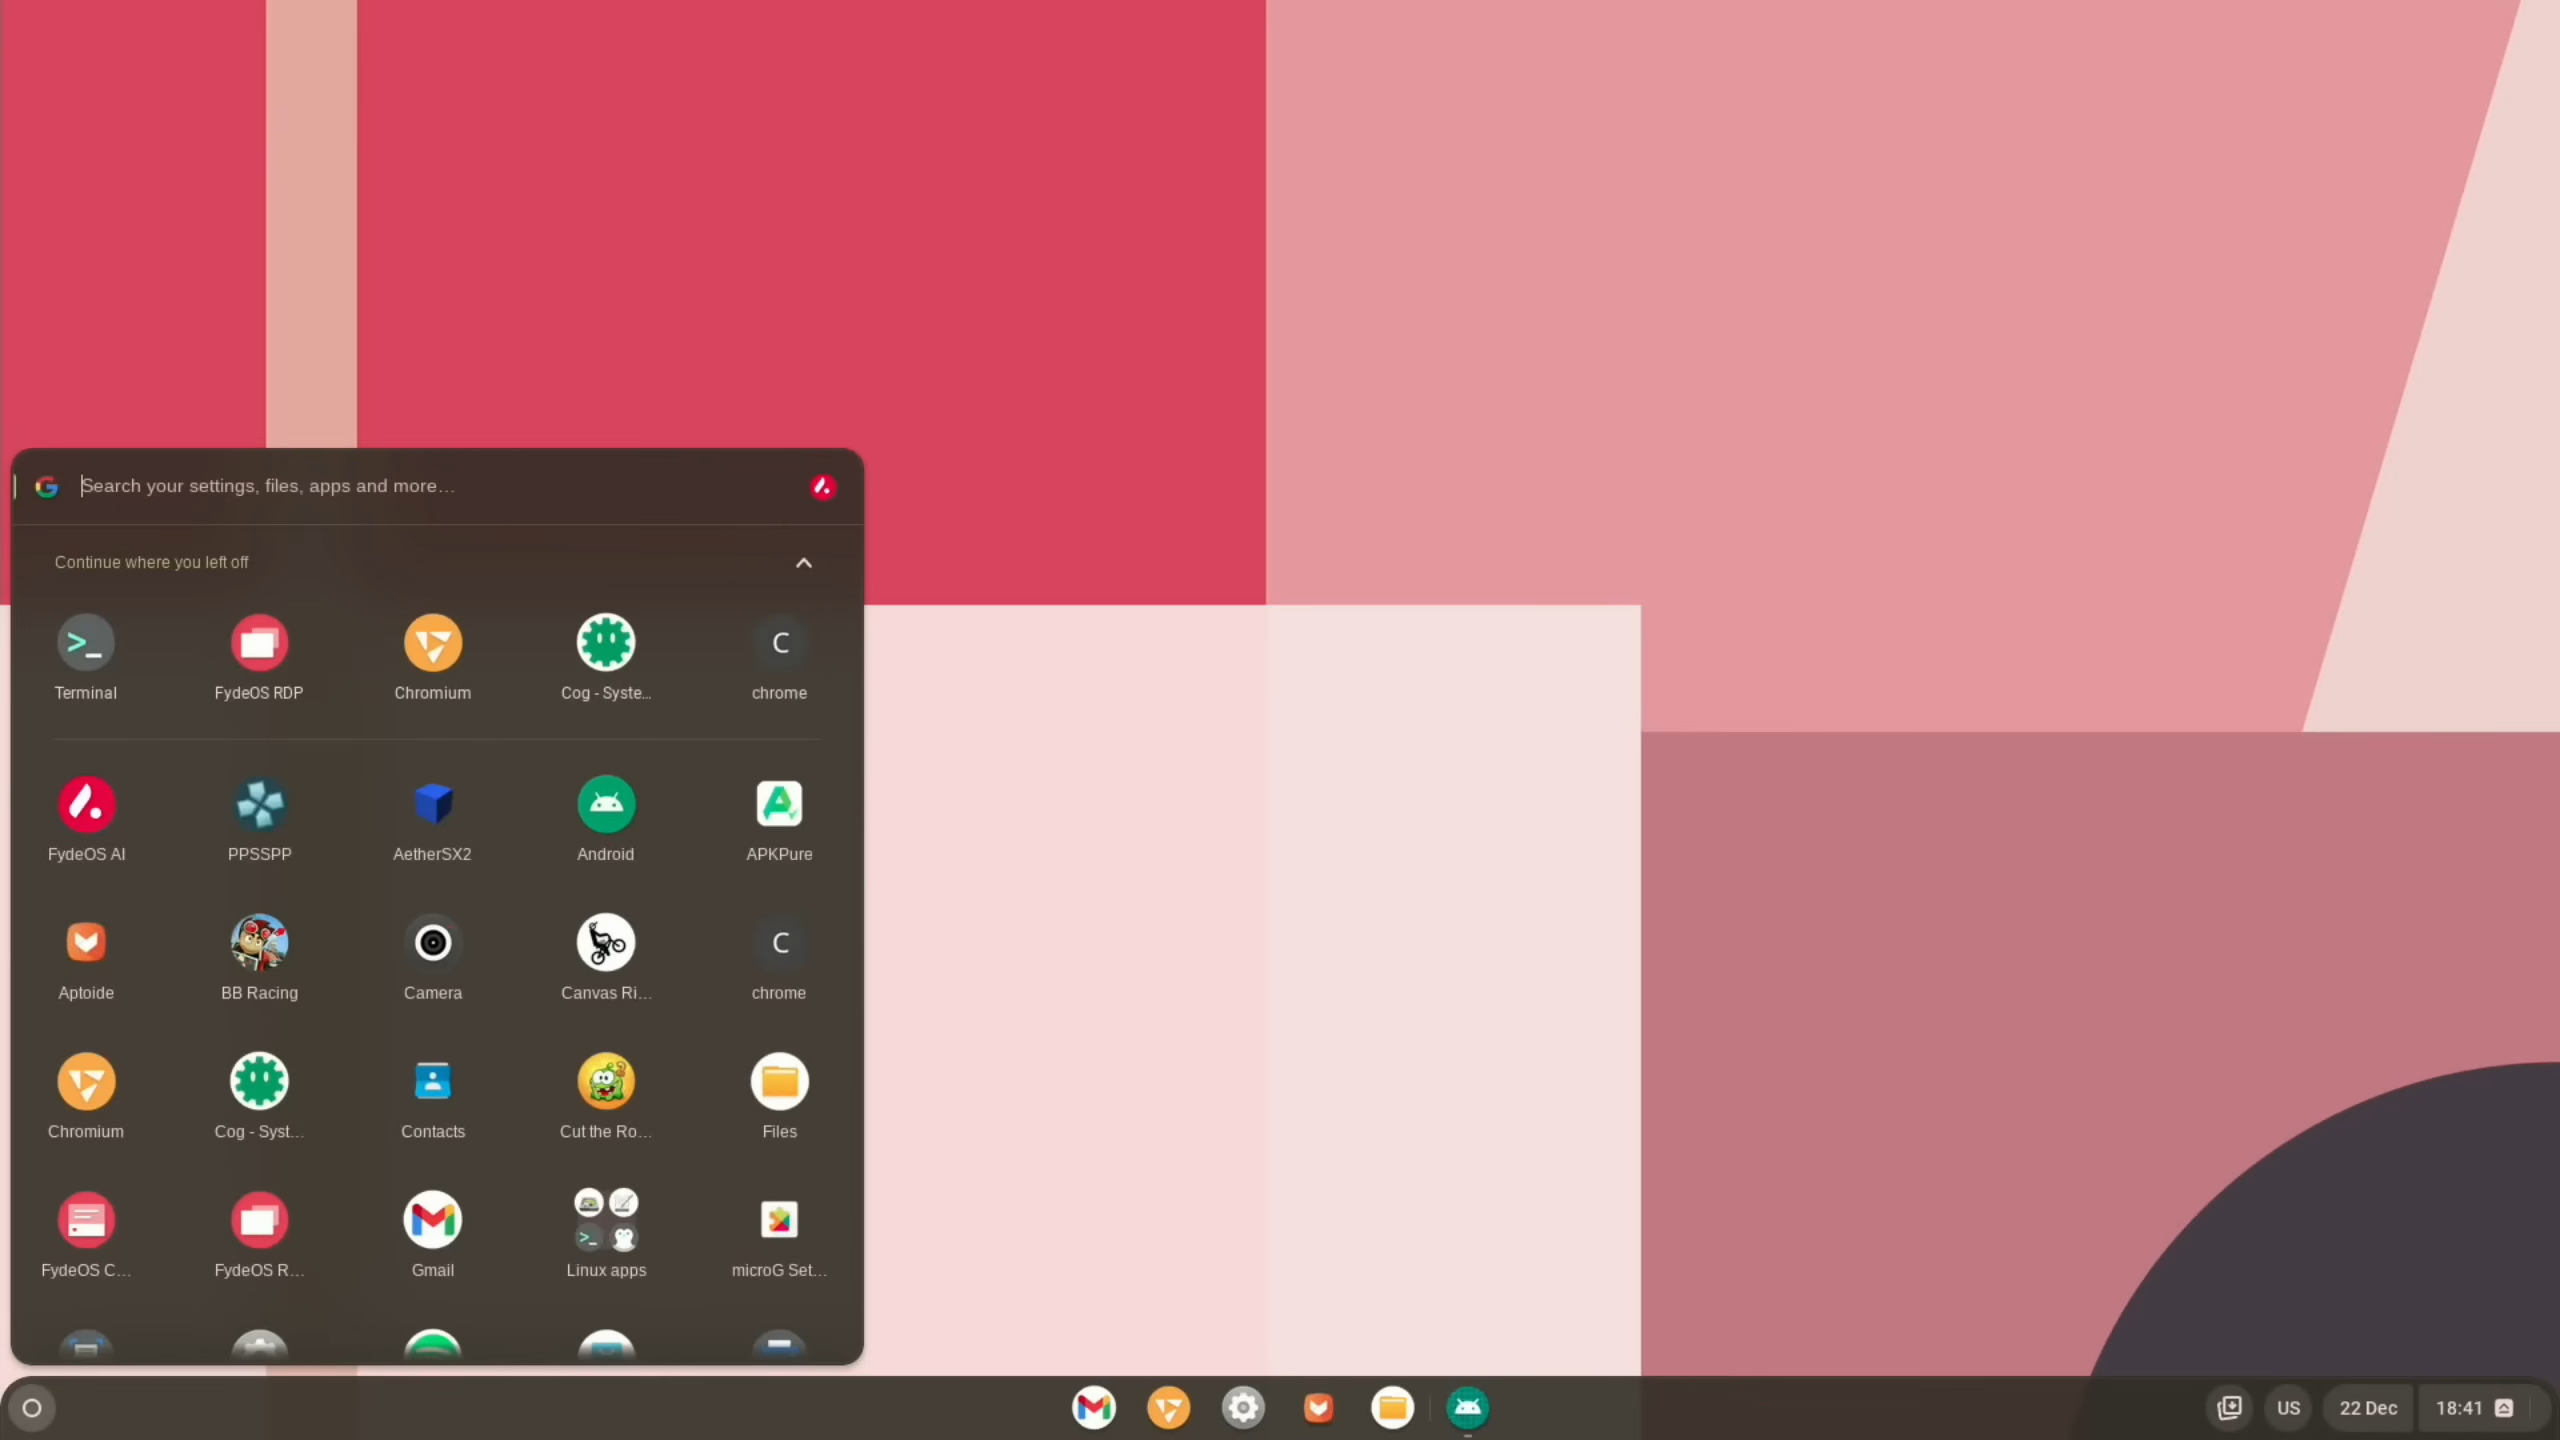 Search your settings, files, apps and more…
Continue where you left off
Terminal
FydeOS RDP
Chromium
Cog - Syste…
C
chrome
FydeOS AI
PPSSPP
AetherSX2
Android
APKPure
Aptoide
BB Racing
Camera
Canvas Ri…
C
chrome
Chromium
Cog - Syst…
Contacts
Cut the Ro…
Files
FydeOS C…
FydeOS R…
Gmail
Linux apps
microG Set…
US
22 Dec
18:41